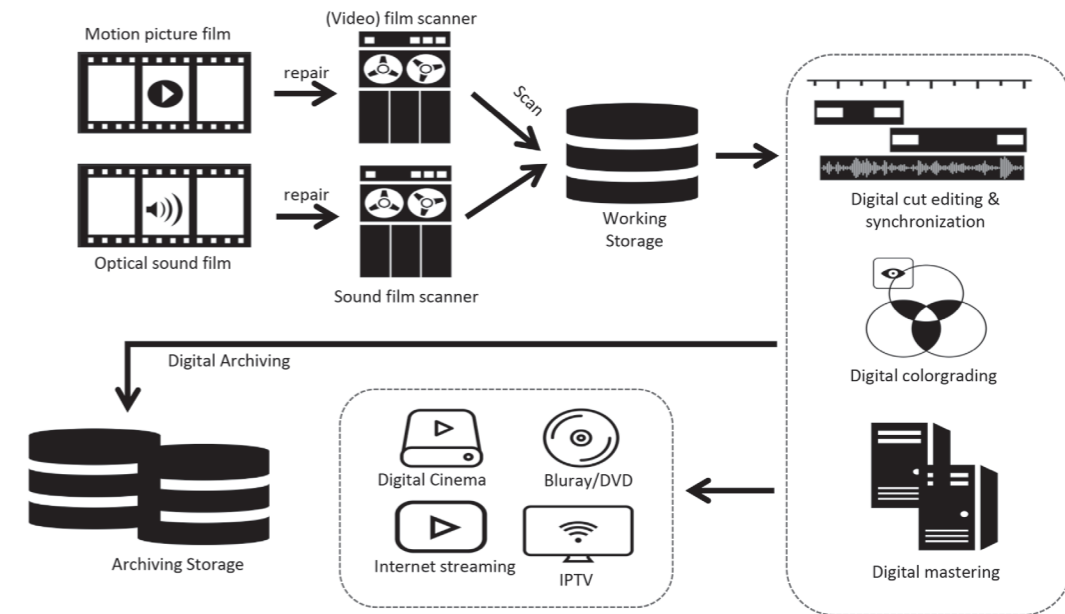 (Video) film scanner
Motion picture film
repair
Scan
repair
Optical sound film
Sound film scanner
Working
Storage
Digital cut editing &
synchronization
Digital colorgrading
Digital mastering
Digital Archiving
Archiving Storage
Digital Cinema
Bluray/DVD
Internet streaming
IPTV